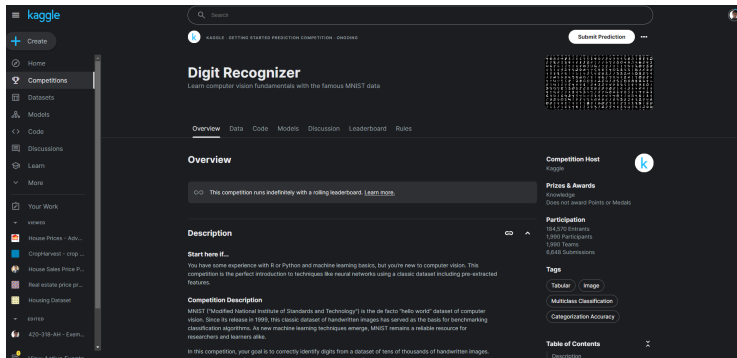 kaggle
Search
Create
Home
Competitions
Datasets
Models
Code
Discussions
Learn
More
Your Work
VIEWED
House Prices - Adv...
CropHarvest - crop ...
House Sales Price P...
Real estate price pr...
Housing Dataset
EDITED
420-318-AH - Exem...
View Active Events
KAGGLE · GETTING STARTED PREDICTION COMPETITION · ONGOING
Submit Prediction
Digit Recognizer
Learn computer vision fundamentals with the famous MNIST data
Overview Data Code Models Discussion Leaderboard Rules
Overview
This competition runs indefinitely with a rolling leaderboard. Learn more.
Description
Start here if...
You have some experience with R or Python and machine learning basics, but you're new to computer vision. This
competition is the perfect introduction to techniques like neural networks using a classic dataset including pre-extracted
features.
Competition Description
MNIST ("Modified National Institute of Standards and Technology") is the de facto "hello world" dataset of computer
vision. Since its release in 1999, this classic dataset of handwritten images has served as the basis for benchmarking
classification algorithms. As new machine learning techniques emerge, MNIST remains a reliable resource for
researchers and learners alike.
In this competition, your goal is to correctly identify digits from a dataset of tens of thousands of handwritten images.
Competition Host
Kaggle
Prizes & Awards
Knowledge
Does not award Points or Medals
Participation
184,570 Entrants
1,990 Participants
1,990 Teams
6,648 Submissions
Tags
Tabular Image
Multiclass Classification
Categorization Accuracy
Table of Contents
Description